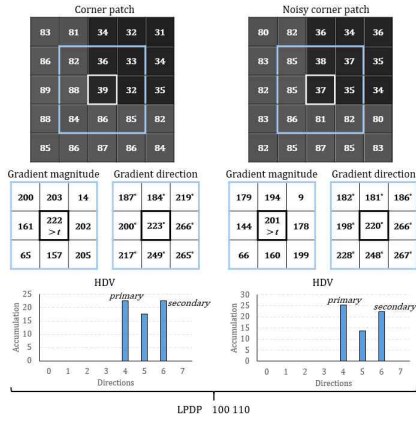 Corner patch
83 81 34 32 31
86 82 36 33 34
89 88 39 32 35
88 84 86 85 82
85 86 87 84 86
Gradient magnitude
200 203 14
161 222 >t 202
65 157 205
Gradient direction
187° 184° 219°
200° 223° 266°
217° 249° 265°
HDV
Accumulation
25
20
15
10
5
0
primary
secondary
0 1 2 3 4 5 6 7
Directions
Noisy corner patch
80 82 36 34 36
83 85 38 37 35
82 85 37 35 34
83 86 81 82 80
82 85 87 85 83
Gradient magnitude
179 194 9
144 201 >t 178
66 160 199
Gradient direction
182° 181° 186°
198° 220° 266°
228° 248° 267°
HDV
Accumulation
30
25
20
15
10
5
0
primary
secondary
0 1 2 3 4 5 6 7
Directions
LPDP 100 110